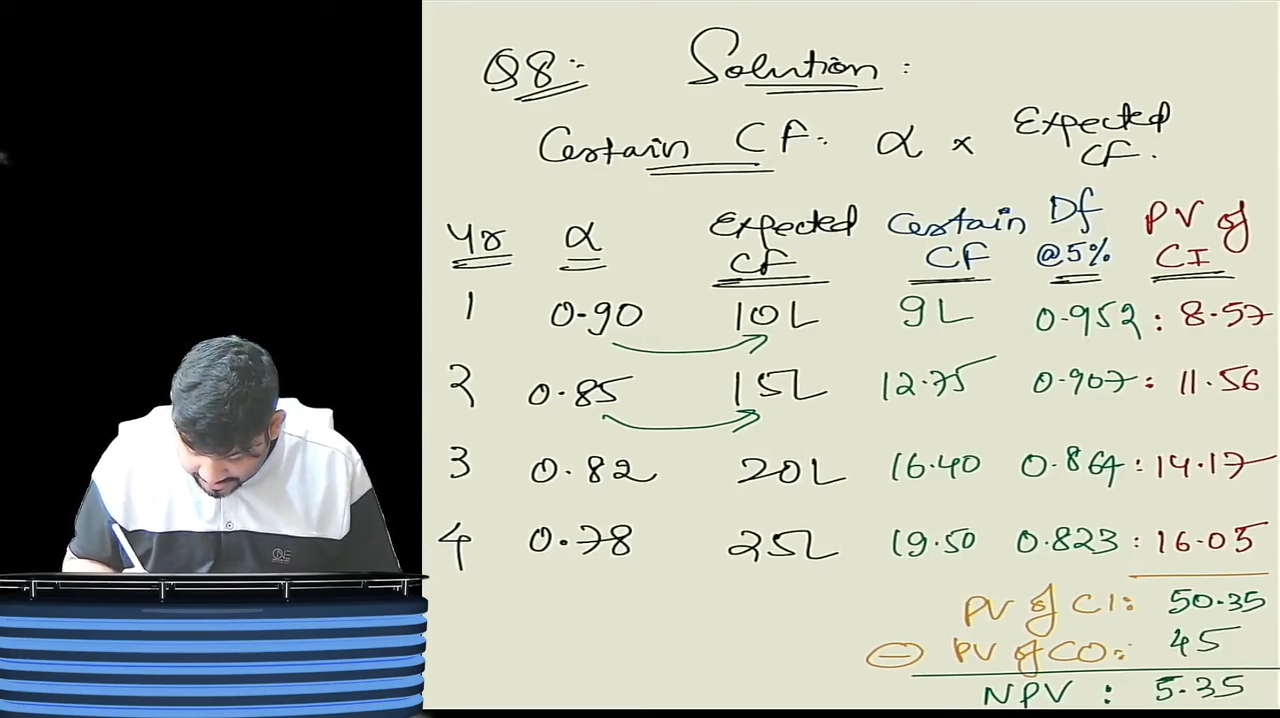 Q8:- Solution :
Certain CF:- α × Expected CF.
Yr α Expected CF Certain CF Df @5% PV of CI
1 0.90 10L 9L 0.952 : 8.57
2 0.85 15L 12.75 0.907 : 11.56
3 0.82 20L 16.40 0.864 : 14.17
4 0.78 25L 19.50 0.823 : 16.05
PV of CI: 50.35
- PV of CO:- 45
NPV : 5.35